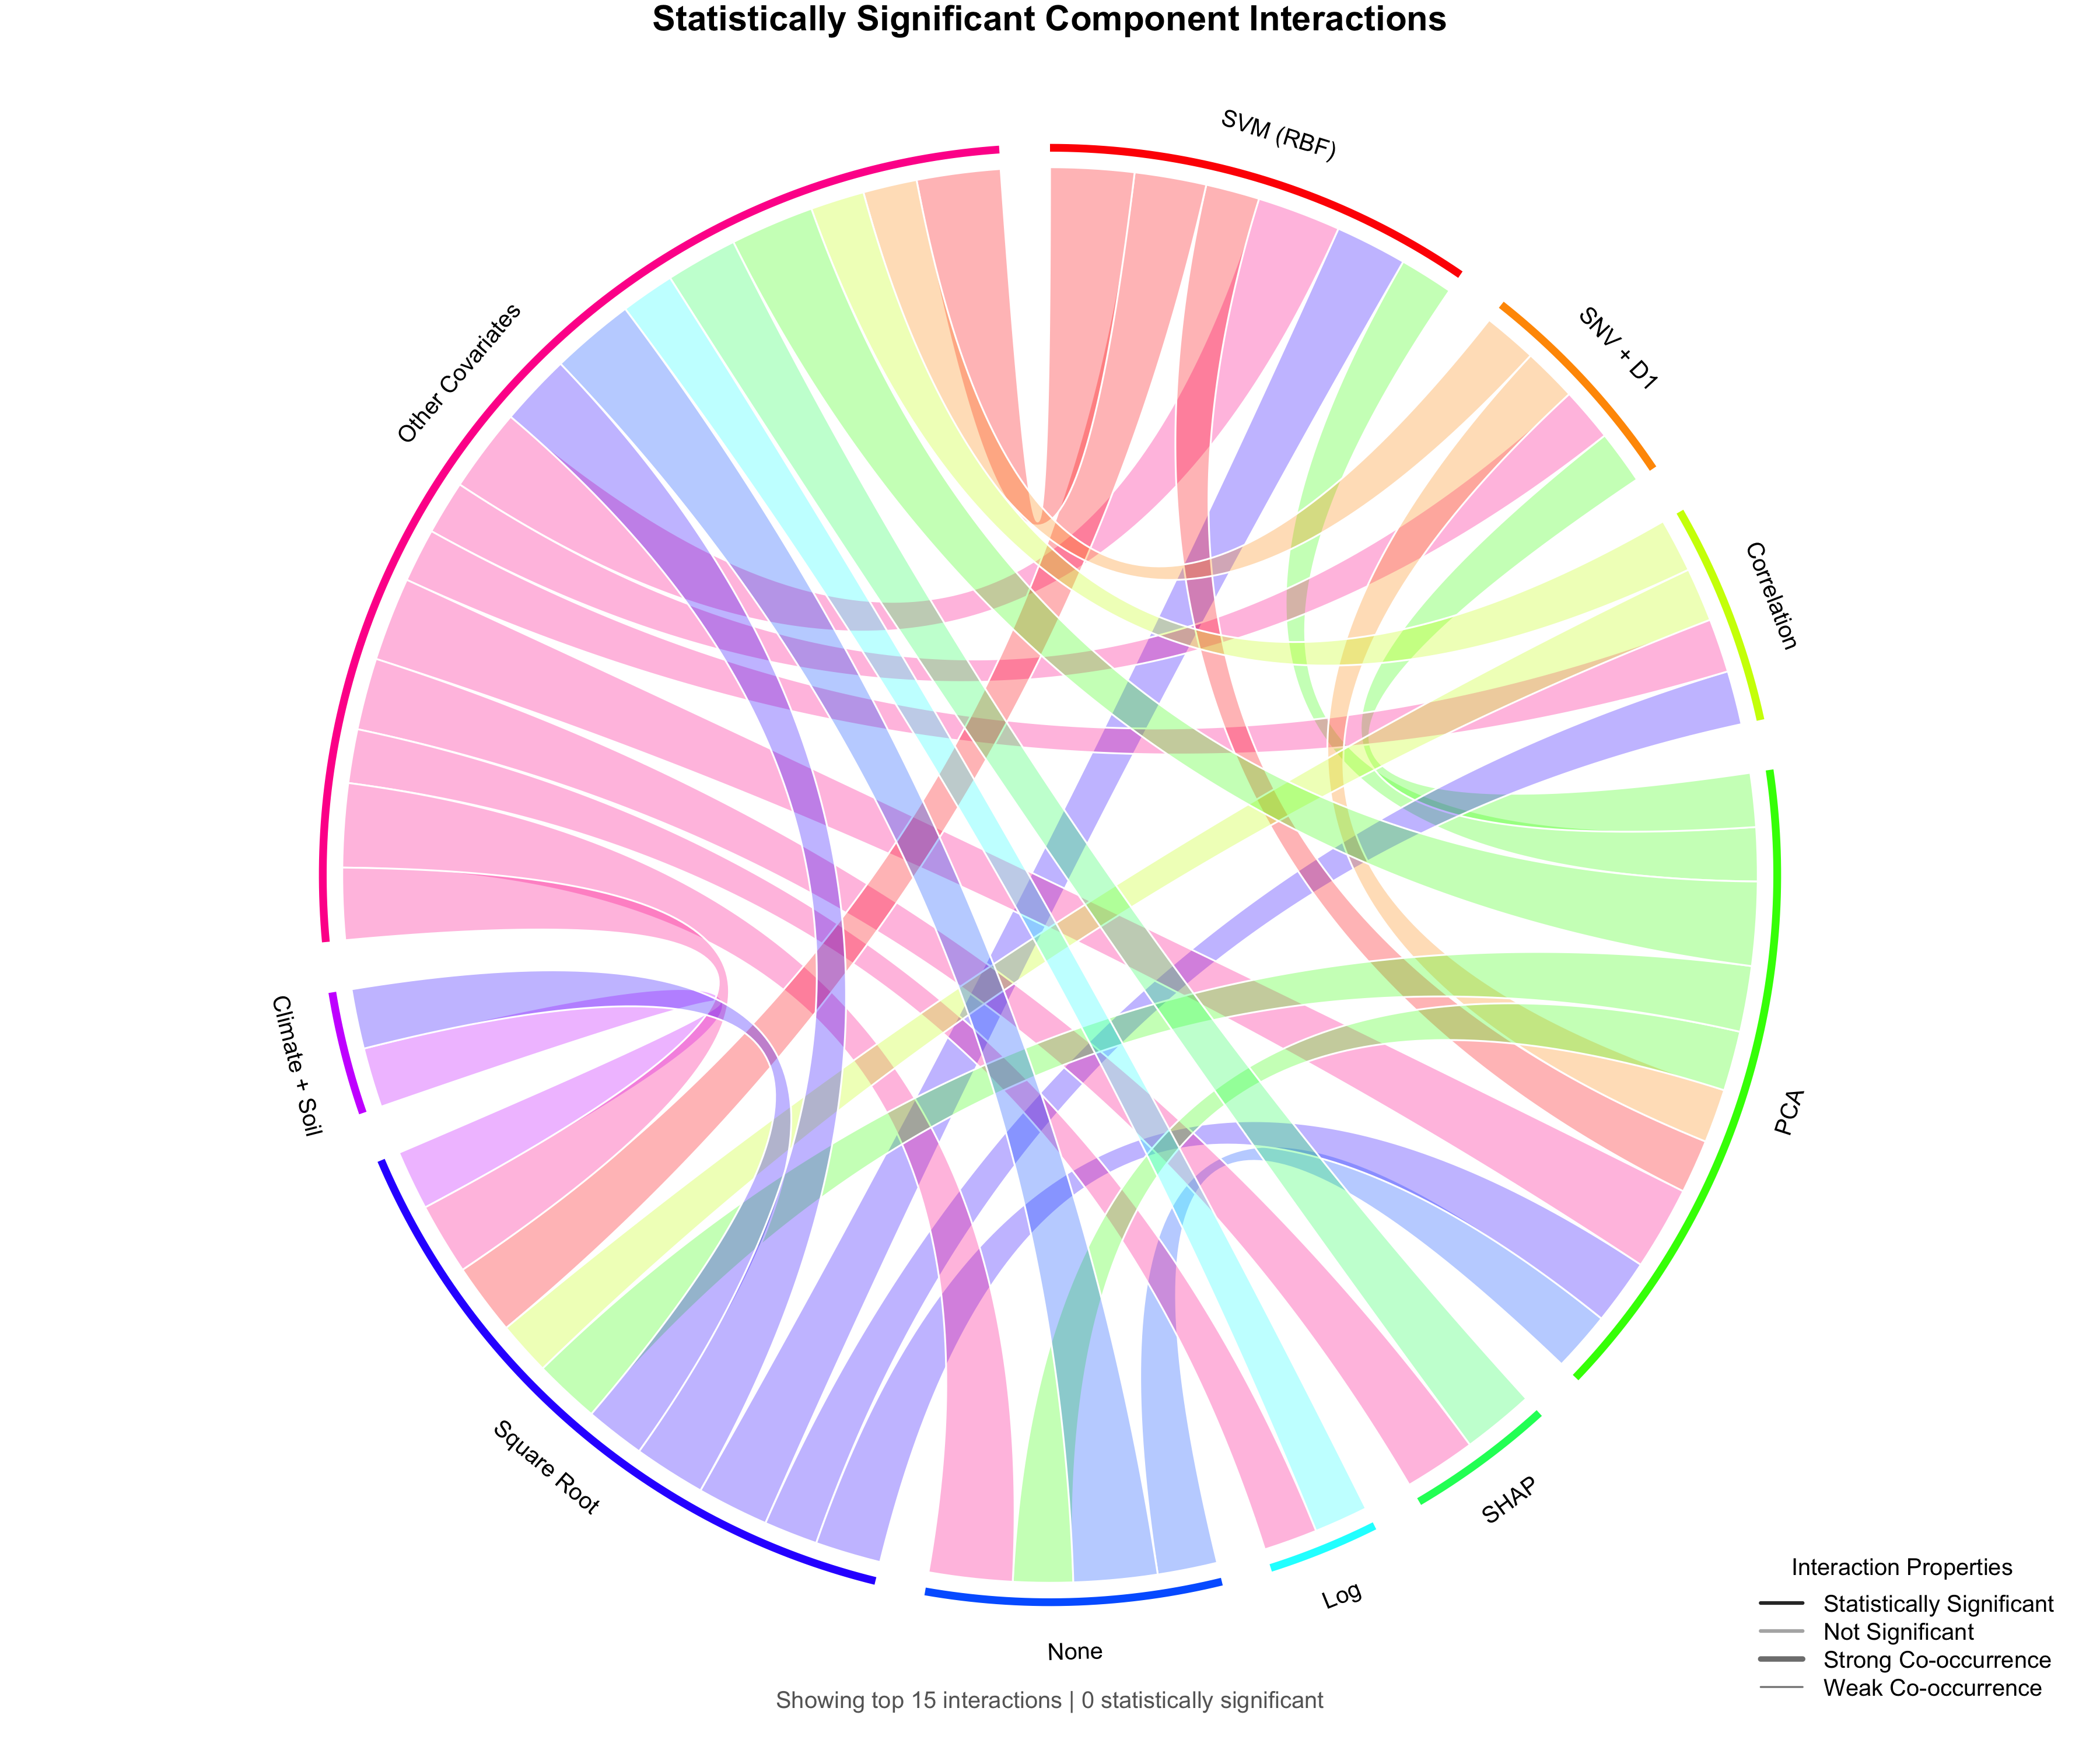 Statistically Significant Component Interactions
SVM (RBF)
SNV + D1
Other Covariates
Correlation
Climate + Soil
PCA
Square Root
SHAP
Log
None
Interaction Properties
Statistically Significant
Not Significant
Strong Co-occurrence
Weak Co-occurrence
Showing top 15 interactions | 0 statistically significant